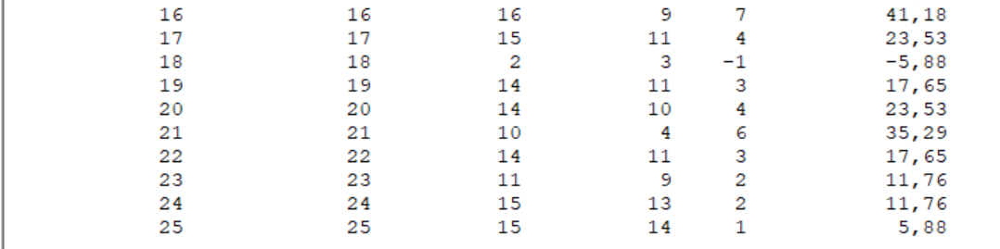 16 16 16 9 7 41,18
17 17 15 11 4 23,53
18 18 2 3 -1 -5,88
19 19 14 11 3 17,65
20 20 14 10 4 23,53
21 21 10 4 6 35,29
22 22 14 11 3 17,65
23 23 11 9 2 11,76
24 24 15 13 2 11,76
25 25 15 14 1 5,88